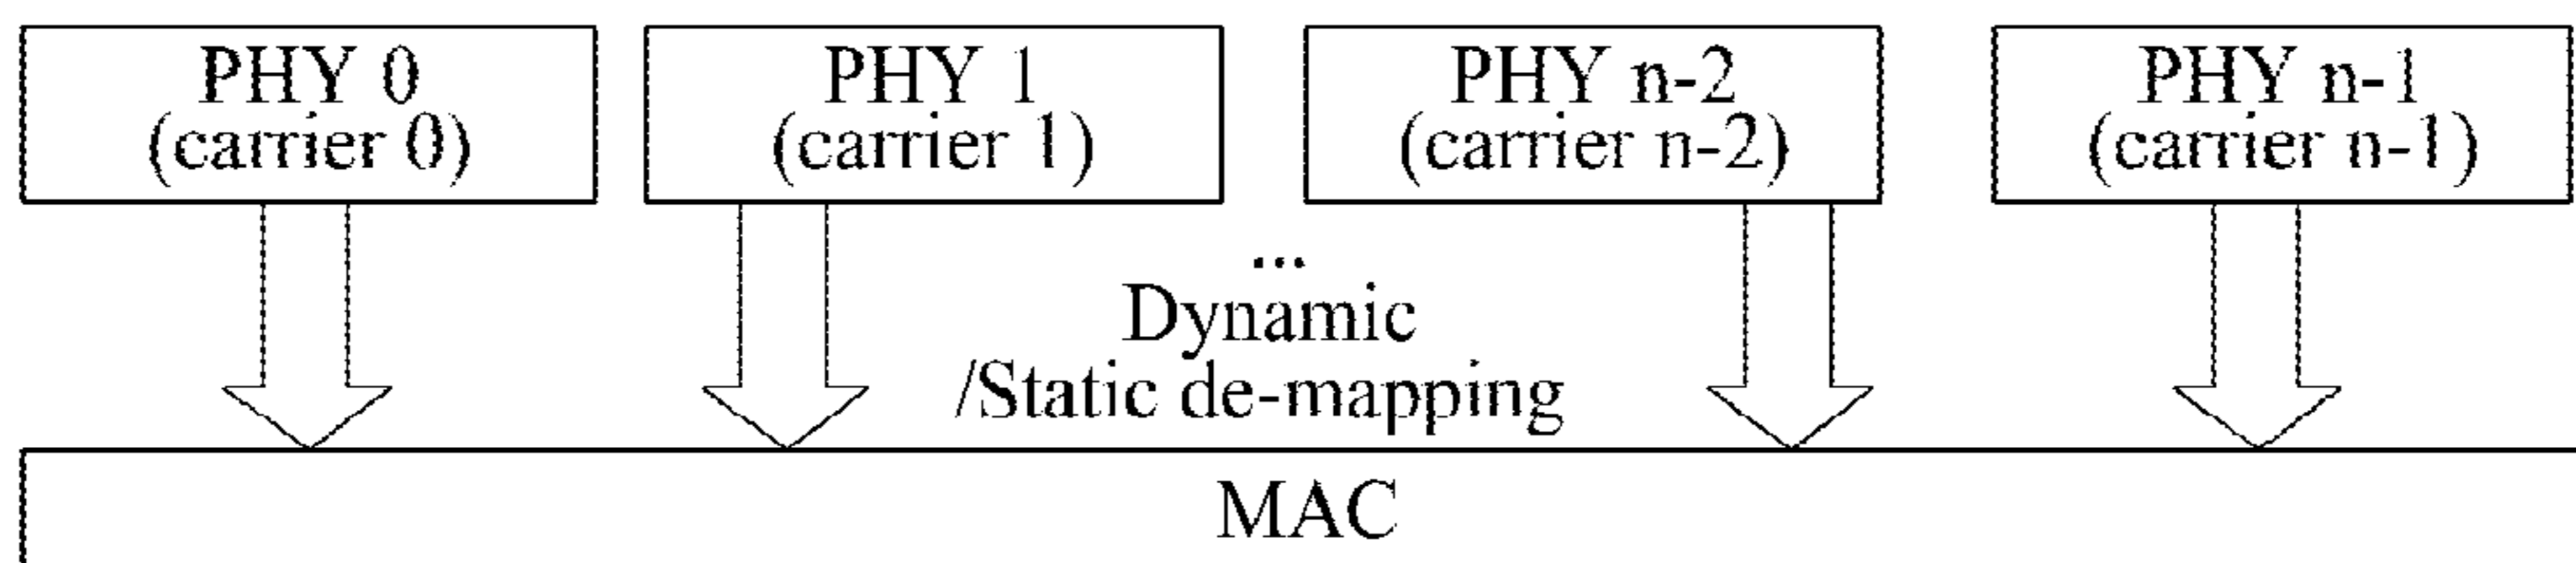 PHY 0
(carrier 0)
PHY 1
(carrier 1)
PHY n-2
(carrier n-2)
PHY n-1
(carrier n-1)
...
Dynamic
/Static de-mapping
MAC